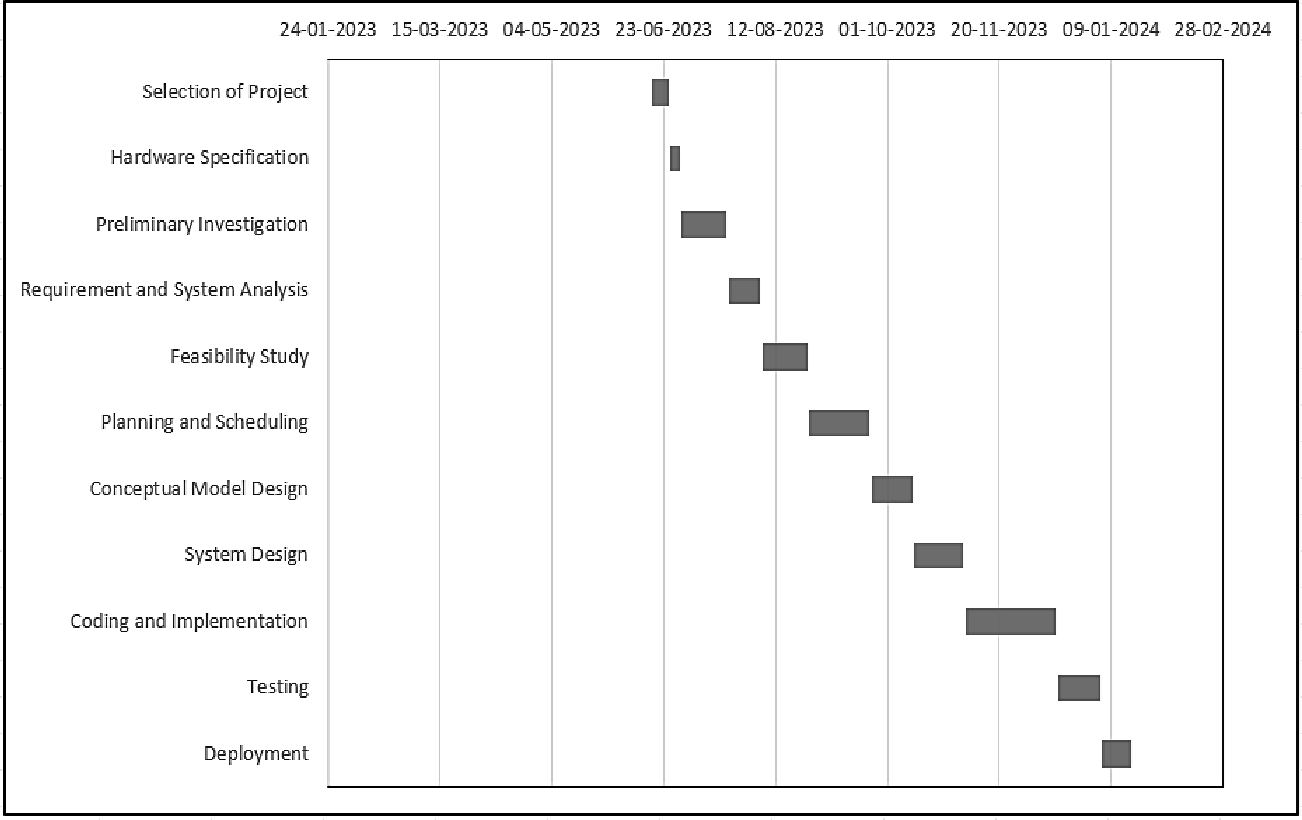 24-01-2023 15-03-2023 04-05-2023 23-06-2023 12-08-2023 01-10-2023 20-11-2023 09-01-2024 28-02-2024
Selection of Project
Hardware Specification
Preliminary Investigation
Requirement and System Analysis
Feasibility Study
Planning and Scheduling
Conceptual Model Design
System Design
Coding and Implementation
Testing
Deployment